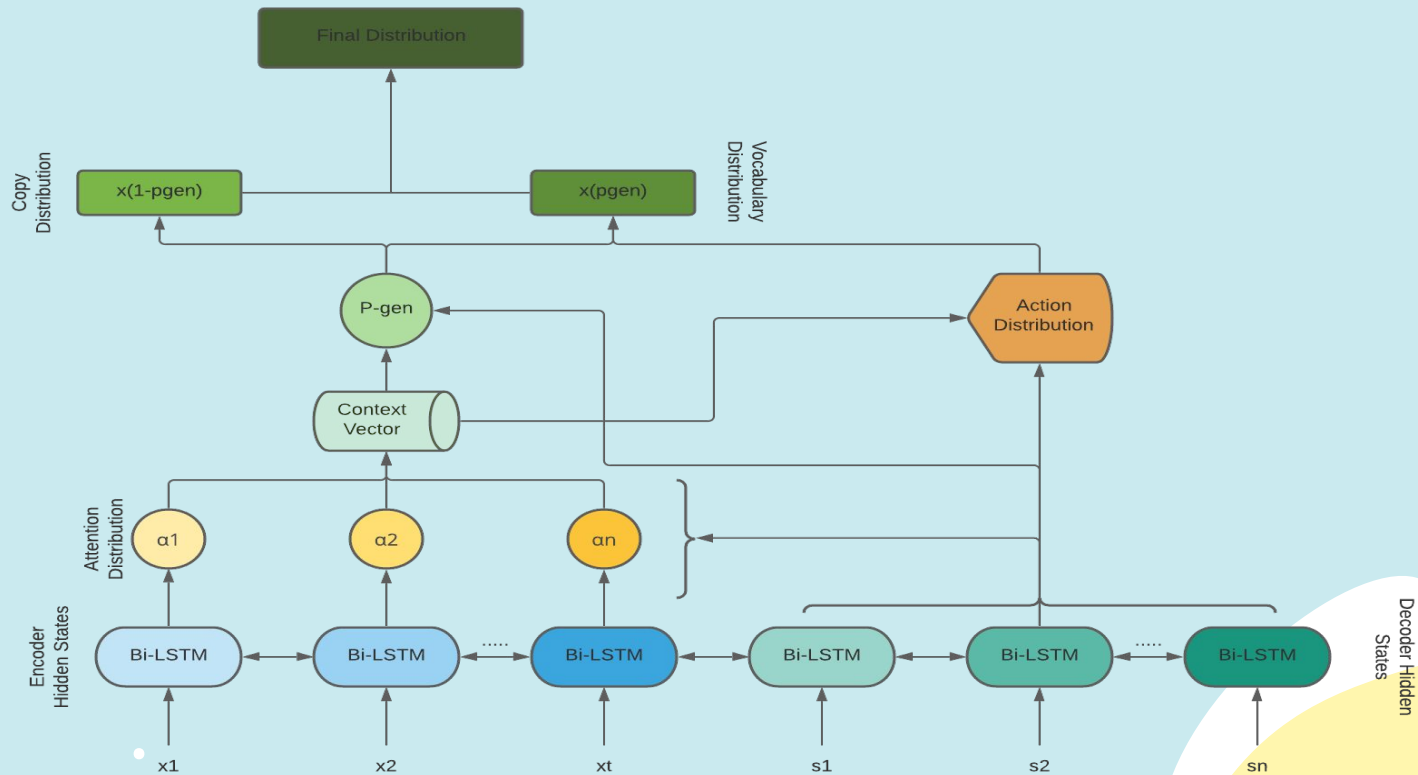 Final Distribution
Copy
Distribution
x(1-pgen)
x(pgen)
Vocabulary
Distribution
P-gen
Action
Distribution
Context
Vector
Attention
Distribution
α1
α2
αn
Encoder
Hidden States
Bi-LSTM
Bi-LSTM
.....
Bi-LSTM
Bi-LSTM
Bi-LSTM
.....
Bi-LSTM
Decoder Hidden
States
x1
x2
xt
s1
s2
sn